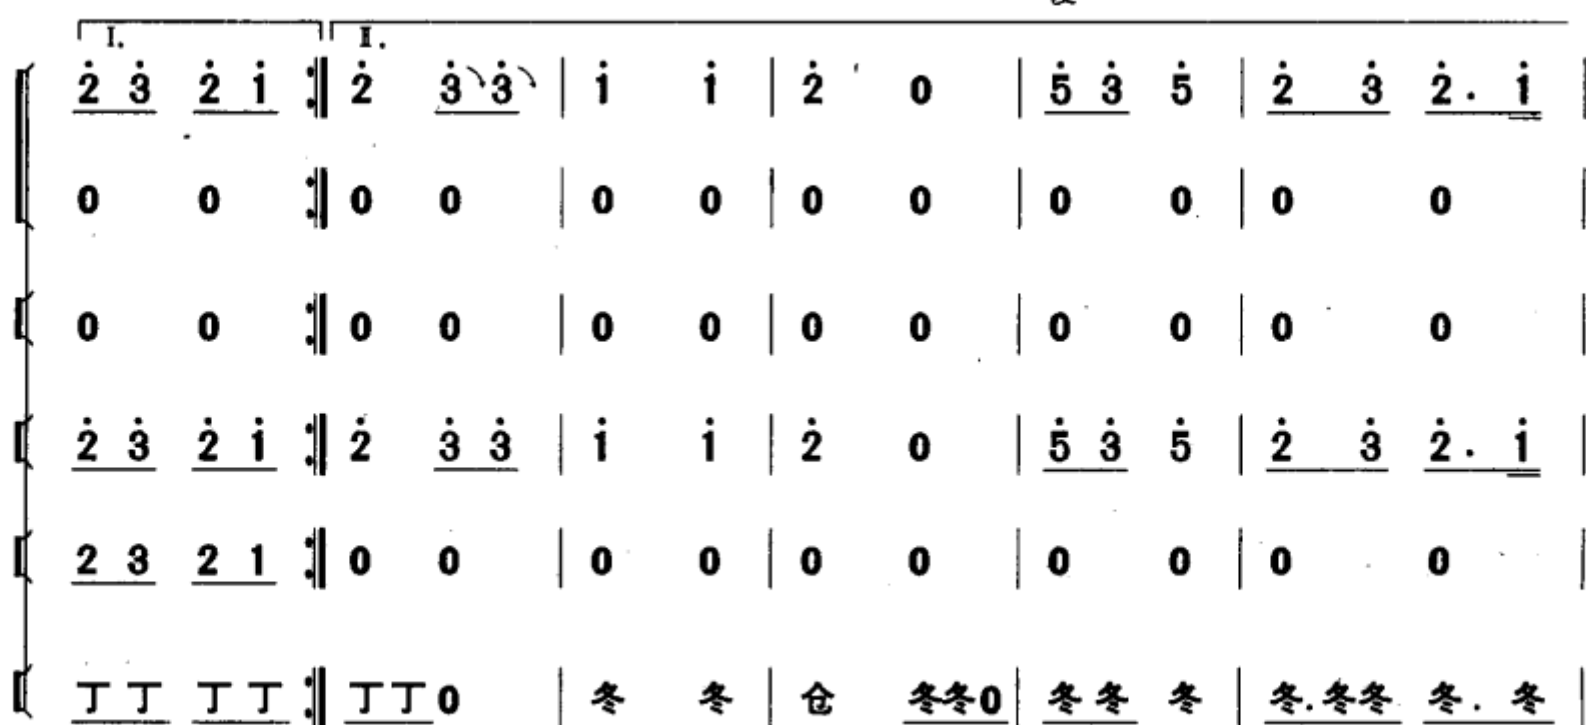 I. II.
2̇ 3̇ 2̇ 1̇ :‖ 2̇ 3̇ 3̇ | 1̇ 1̇ | 2̇ 0 | 5̇ 3̇ 5̇ | 2̇ 3̇ 2̇. 1̇ |
0 0 :‖ 0 0 | 0 0 | 0 0 | 0 0 | 0 0 |
0 0 :‖ 0 0 | 0 0 | 0 0 | 0 0 | 0 0 |
2̇ 3̇ 2̇ 1̇ :‖ 2̇ 3̇ 3̇ | 1̇ 1̇ | 2̇ 0 | 5̇ 3̇ 5̇ | 2̇ 3̇ 2̇. 1̇ |
2 3 2 1 :‖ 0 0 | 0 0 | 0 0 | 0 0 | 0 0 |
丁丁 丁丁 :‖ 丁丁0 | 冬 冬 | 仓 冬冬0 | 冬冬 冬 | 冬.冬冬 冬. 冬